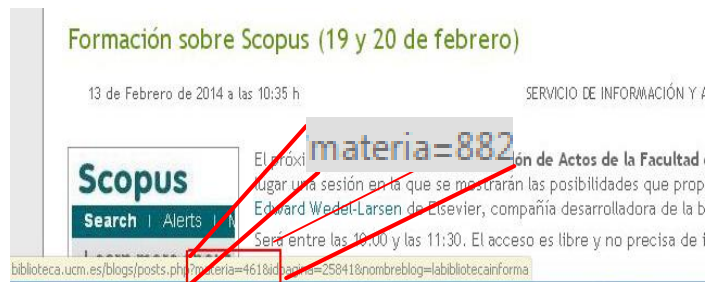 Formación sobre Scopus (19 y 20 de febrero)
13 de Febrero de 2014 a las 10:35 h
SERVICIO DE INFORMACIÓN Y A
materia=882
Scopus
Search | Alerts | M
El próxi ón de Actos de la Facultad
lugar una sesión en la que se mostrarán las posibilidades que prop
Edward Wedel-Larsen de Elsevier, compañía desarrolladora de la b
Será entre las 10:00 y las 11:30. El acceso es libre y no precisa de i
biblioteca.ucm.es/blogs/posts.php?materia=461&idpagina=25841&nombreblog=labibliotecainforma